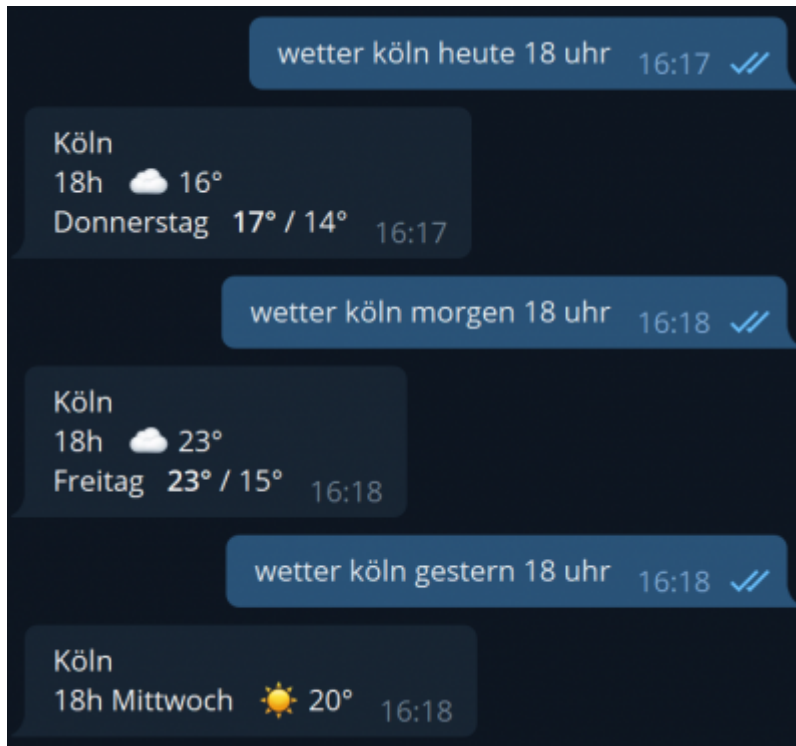 wetter köln heute 18 uhr 16:17
Köln
18h ☁️ 16°
Donnerstag 17° / 14° 16:17
wetter köln morgen 18 uhr 16:18
Köln
18h ☁️ 23°
Freitag 23° / 15° 16:18
wetter köln gestern 18 uhr 16:18
Köln
18h Mittwoch ☀️ 20° 16:18